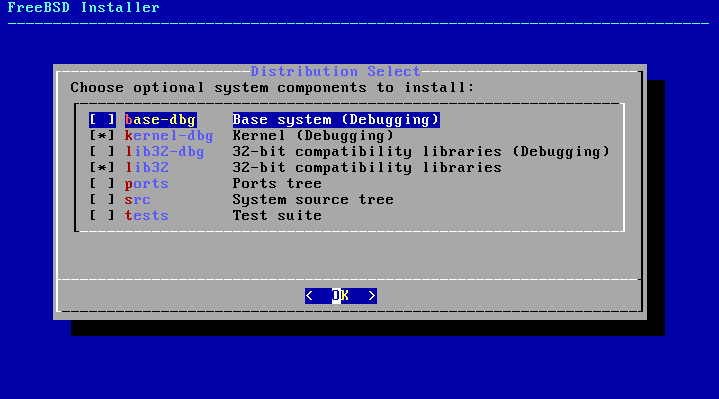 FreeBSD Installer
Distribution Select
Choose optional system components to install:
[ ] base-dbg Base system (Debugging)
[*] kernel-dbg Kernel (Debugging)
[ ] lib32-dbg 32-bit compatibility libraries (Debugging)
[*] lib32 32-bit compatibility libraries
[ ] ports Ports tree
[ ] src System source tree
[ ] tests Test suite
< OK >